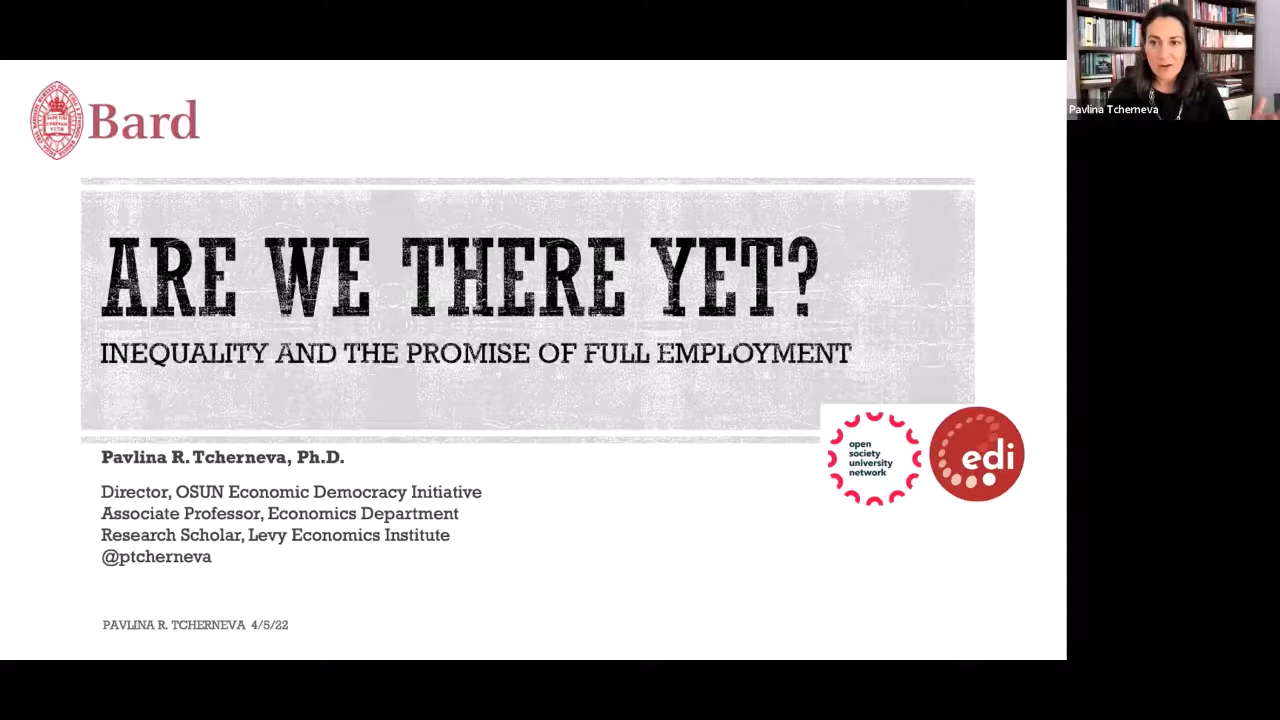 Bard
Pavlina Tcherneva
ARE WE THERE YET?
INEQUALITY AND THE PROMISE OF FULL EMPLOYMENT
open
society
university
network
edi
Pavlina R. Tcherneva, Ph.D.
Director, OSUN Economic Democracy Initiative
Associate Professor, Economics Department
Research Scholar, Levy Economics Institute
@ptcherneva
PAVLINA R. TCHERNEVA 4/5/22